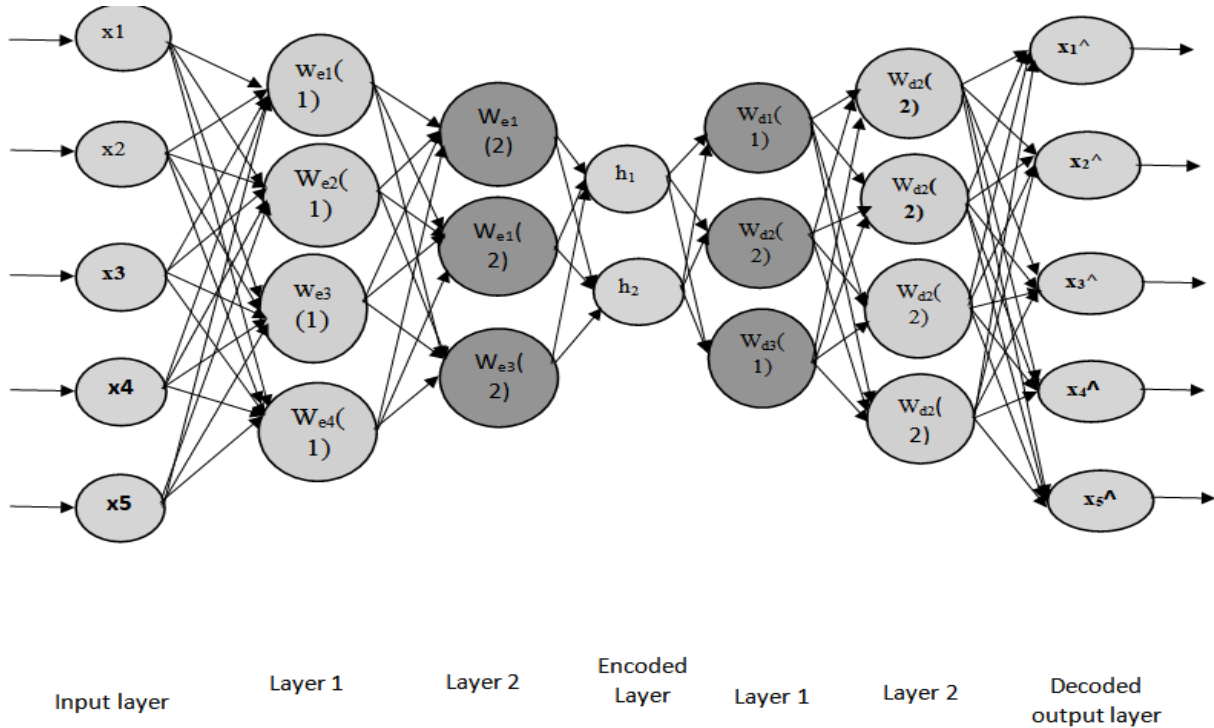 x1
x2
x3
x4
x5
We1(
1)
We2(
1)
We3
(1)
We4(
1)
We1
(2)
We1(
2)
We3(
2)
h1
h2
Wd1(
1)
Wd2(
2)
Wd3(
1)
Wd2(
2)
Wd2(
2)
Wd2(
2)
Wd2(
2)
x1^
x2^
x3^
x4^
x5^
Input layer
Layer 1
Layer 2
Encoded
Layer
Layer 1
Layer 2
Decoded
output layer